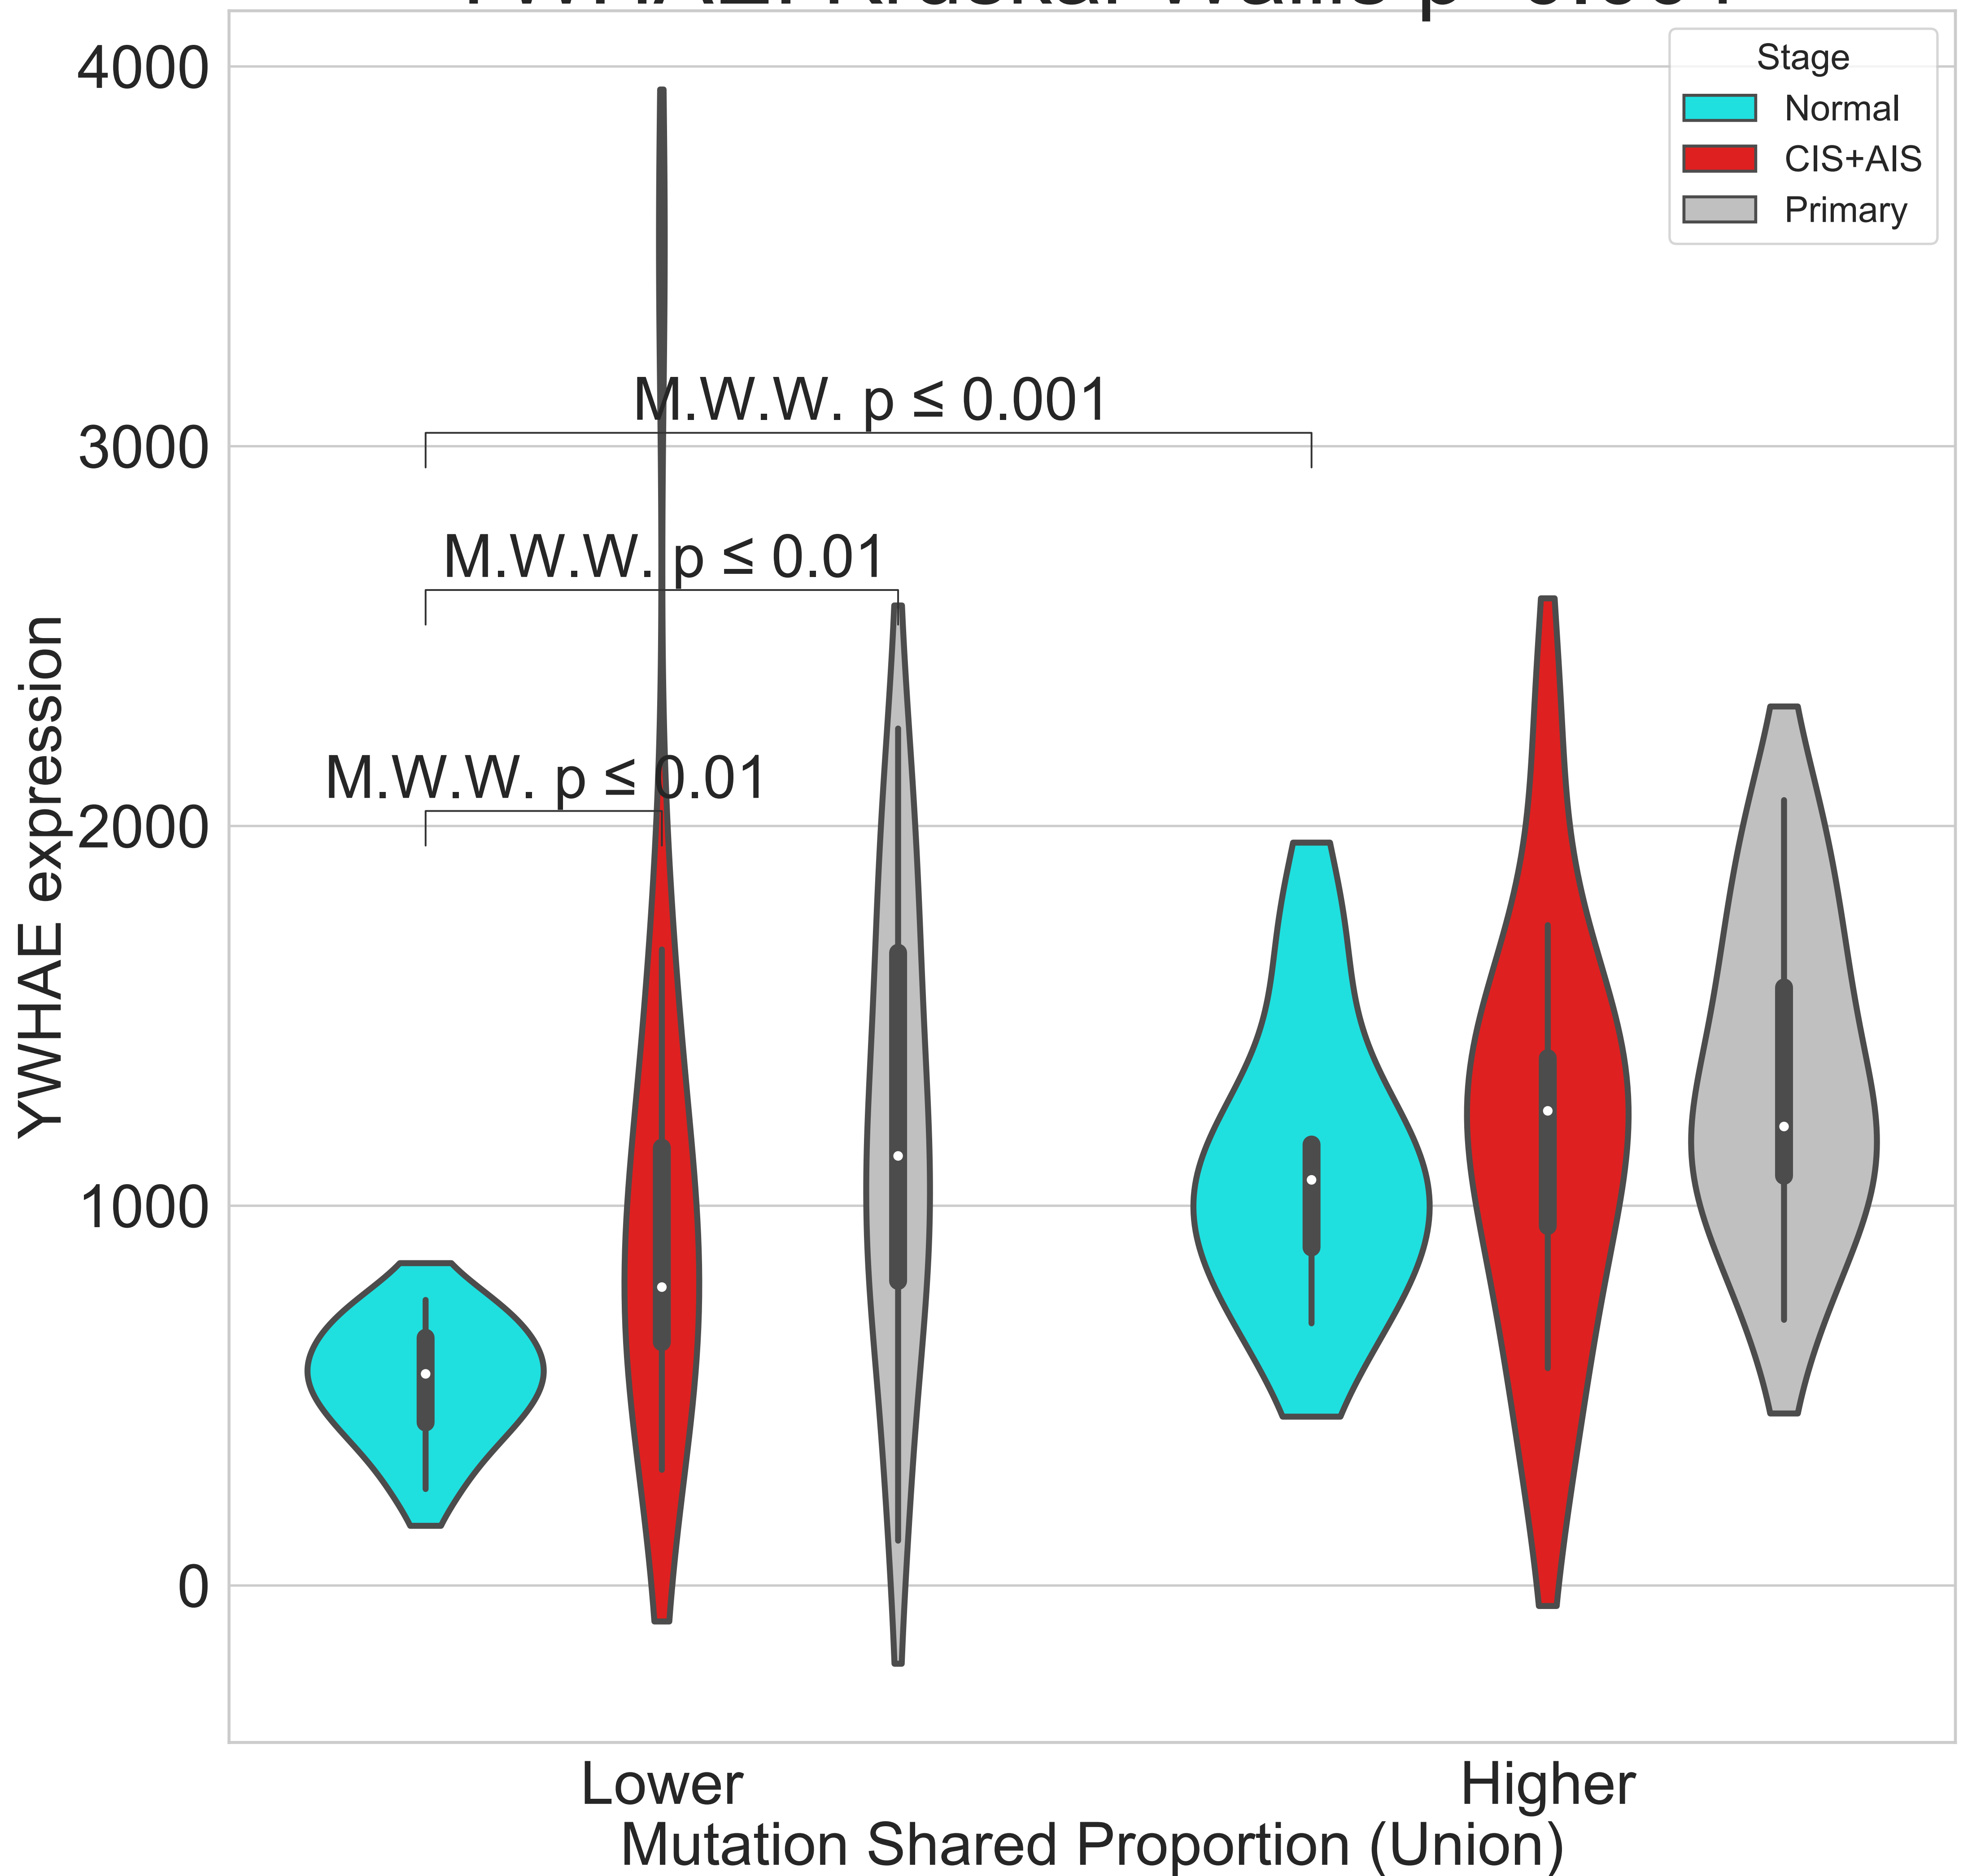 4000
3000
2000
1000
0
YWHAE expression
Stage
Normal
CIS+AIS
Primary
M.W.W. p ≤ 0.001
M.W.W. p ≤ 0.01
M.W.W. p ≤ 0.01
Lower
Higher
Mutation Shared Proportion (Union)